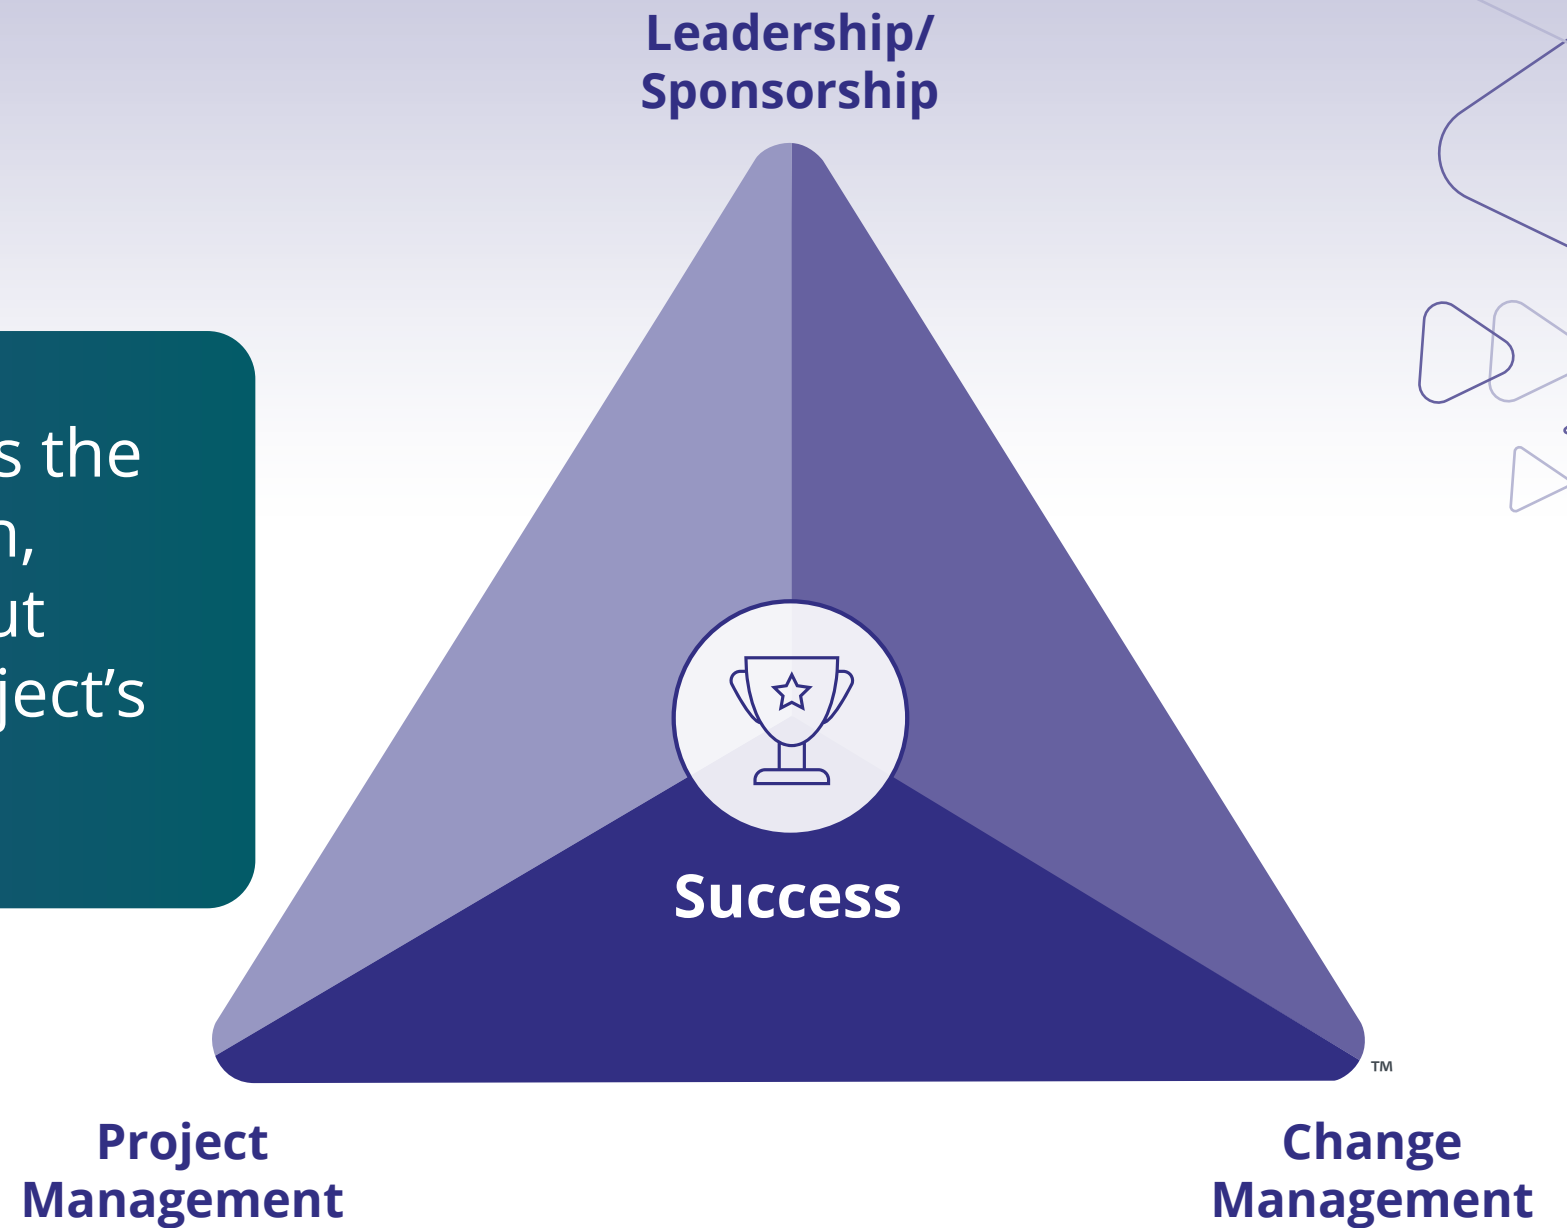 Leadership/
Sponsorship
s the
n,
ut
ject’s
Success
™
Project
Management
Change
Management